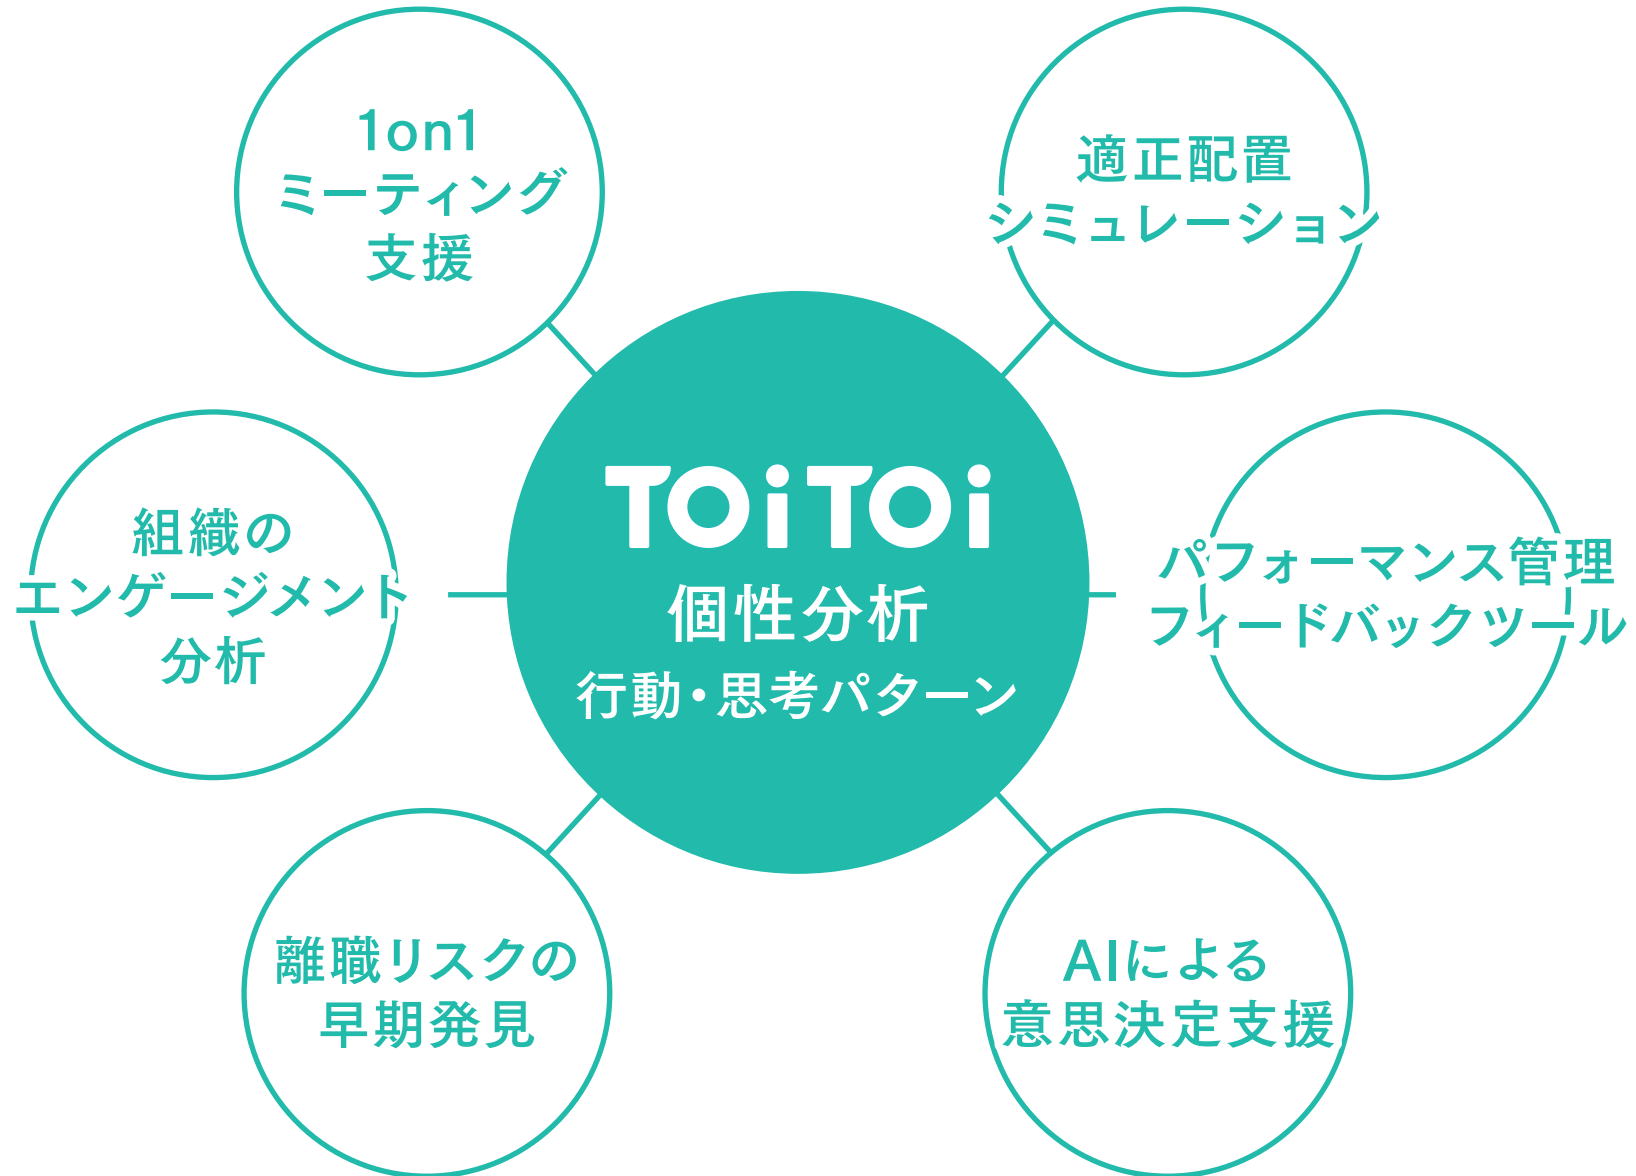 1on1
ミーティング
支援
適正配置
シミュレーション
組織の
エンゲージメント
分析
TOiTOi
個性分析
行動・思考パターン
パフォーマンス管理
フィードバックツール
離職リスクの
早期発見
AIによる
意思決定支援